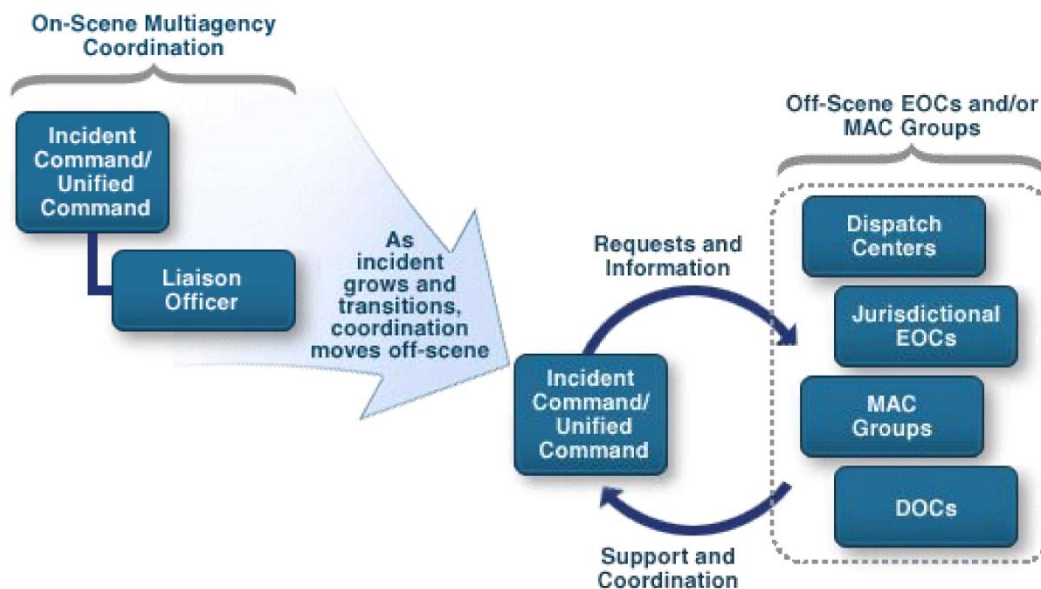 On-Scene Multiagency
Coordination
Incident
Command/
Unified
Command
Liaison
Officer
As
incident
grows and
transitions,
coordination
moves off-scene
Incident
Command/
Unified
Command
Requests and
Information
Support and
Coordination
Off-Scene EOCs and/or
MAC Groups
Dispatch
Centers
Jurisdictional
EOCs
MAC
Groups
DOCs